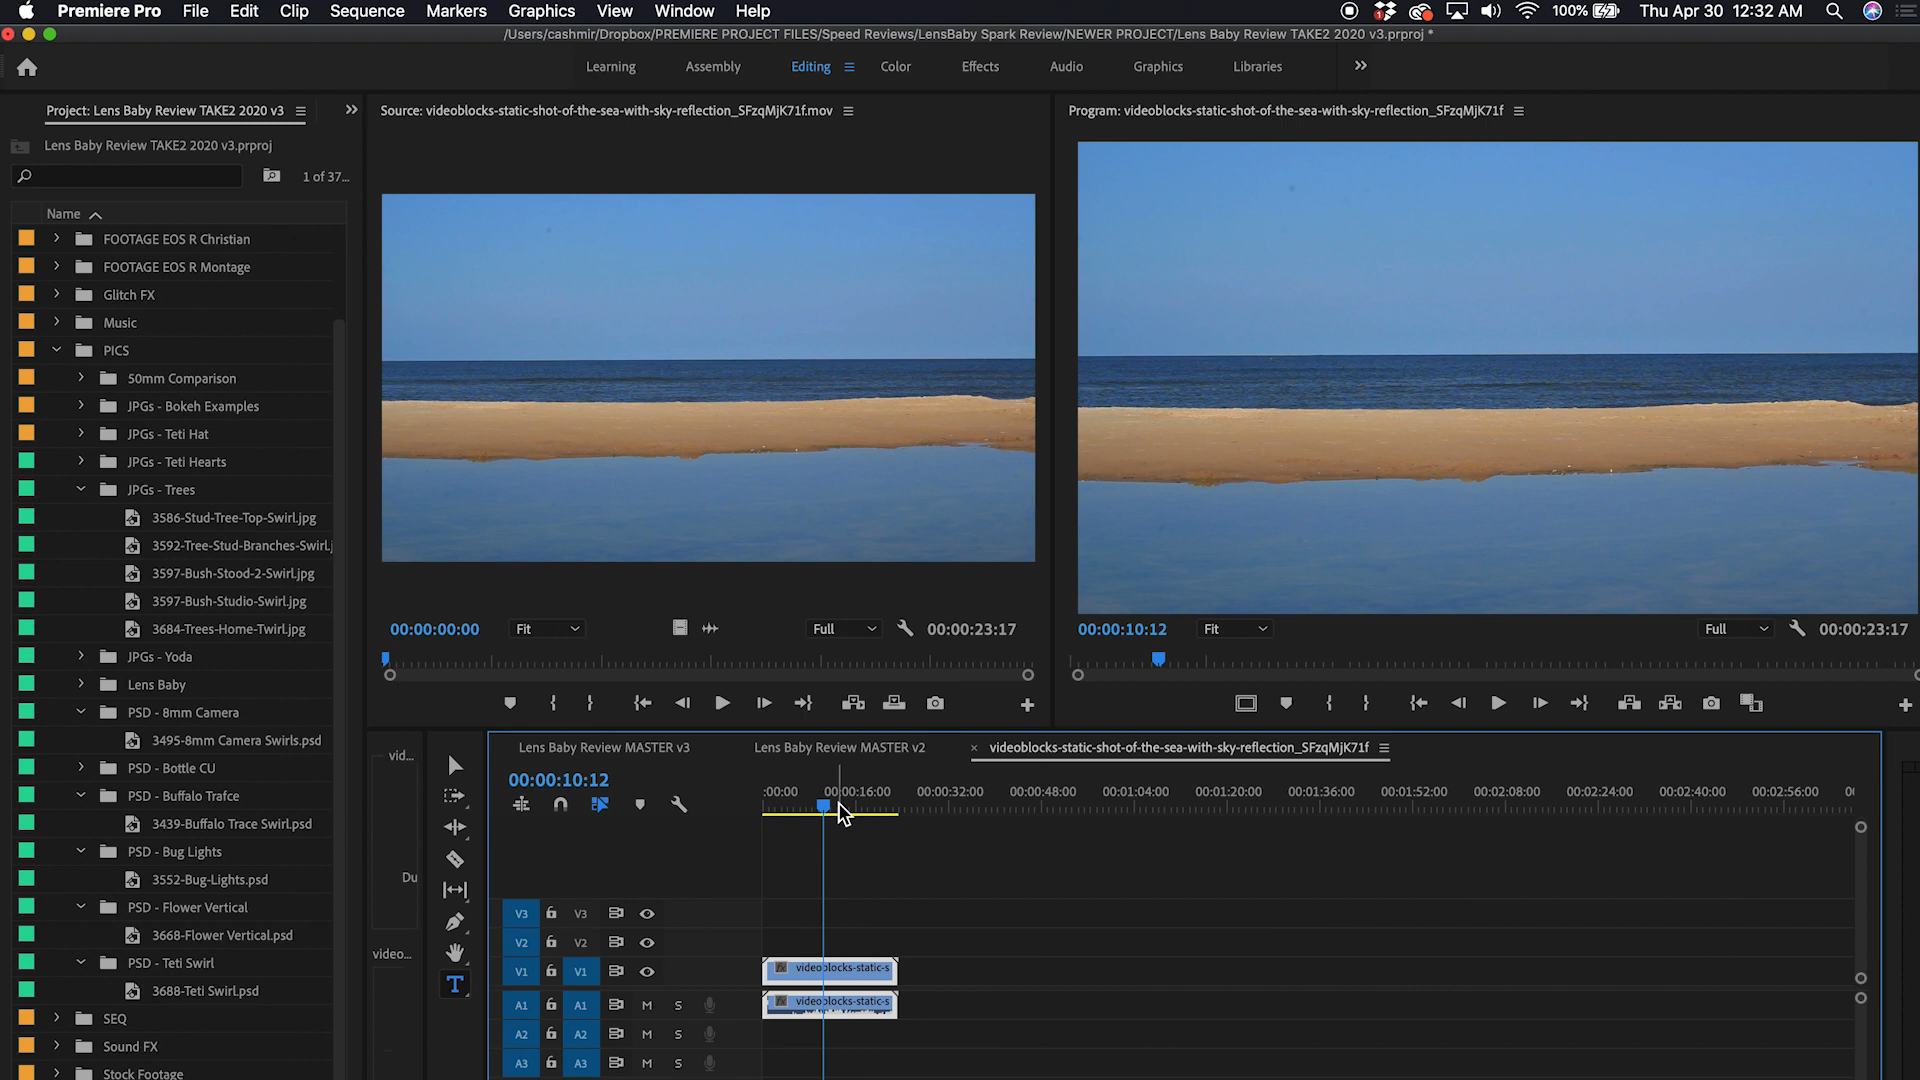 Premiere Pro File Edit Clip Sequence Markers Graphics View Window Help 1 100% Thu Apr 30 12:32 AM
/Users/cashmir/Dropbox/PREMIERE PROJECT FILES/Speed Reviews/LensBaby Spark Review/NEWER PROJECT/Lens Baby Review TAKE2 2020 v3.prproj *
Learning Assembly Editing Color Effects Audio Graphics Libraries
Project: Lens Baby Review TAKE2 2020 v3
Source: videoblocks-static-shot-of-the-sea-with-sky-reflection_SFzqMjK71f.mov
Program: videoblocks-static-shot-of-the-sea-with-sky-reflection_SFzqMjK71f
Lens Baby Review TAKE2 2020 v3.prproj
1 of 37...
Name
FOOTAGE EOS R Christian
FOOTAGE EOS R Montage
Glitch FX
Music
PICS
50mm Comparison
JPGs - Bokeh Examples
JPGs - Teti Hat
JPGs - Teti Hearts
JPGs - Trees
3586-Stud-Tree-Top-Swirl.jpg
3592-Tree-Stud-Branches-Swirl.j
3597-Bush-Stood-2-Swirl.jpg
3597-Bush-Studio-Swirl.jpg
3684-Trees-Home-Twirl.jpg
JPGs - Yoda
Lens Baby
PSD - 8mm Camera
3495-8mm Camera Swirls.psd
PSD - Bottle CU
PSD - Buffalo Trafce
3439-Buffalo Trace Swirl.psd
PSD - Bug Lights
3552-Bug-Lights.psd
PSD - Flower Vertical
3668-Flower Vertical.psd
PSD - Teti Swirl
3688-Teti Swirl.psd
SEQ
Sound FX
Stock Footage
00:00:00:00 Fit Full 00:00:23:17
00:00:10:12 Fit Full 00:00:23:17
vid...
Du
video...
T
Lens Baby Review MASTER v3 Lens Baby Review MASTER v2 × videoblocks-static-shot-of-the-sea-with-sky-reflection_SFzqMjK71f
00:00:10:12
:00:00 00:00:16:00 00:00:32:00 00:00:48:00 00:01:04:00 00:01:20:00 00:01:36:00 00:01:52:00 00:02:08:00 00:02:24:00 00:02:40:00 00:02:56:00 00
V3 V3
V2 V2
V1 V1 fx videoblocks-static-s
A1 A1 M S fx videoblocks-static-s
A2 A2 M S
A3 A3 M S